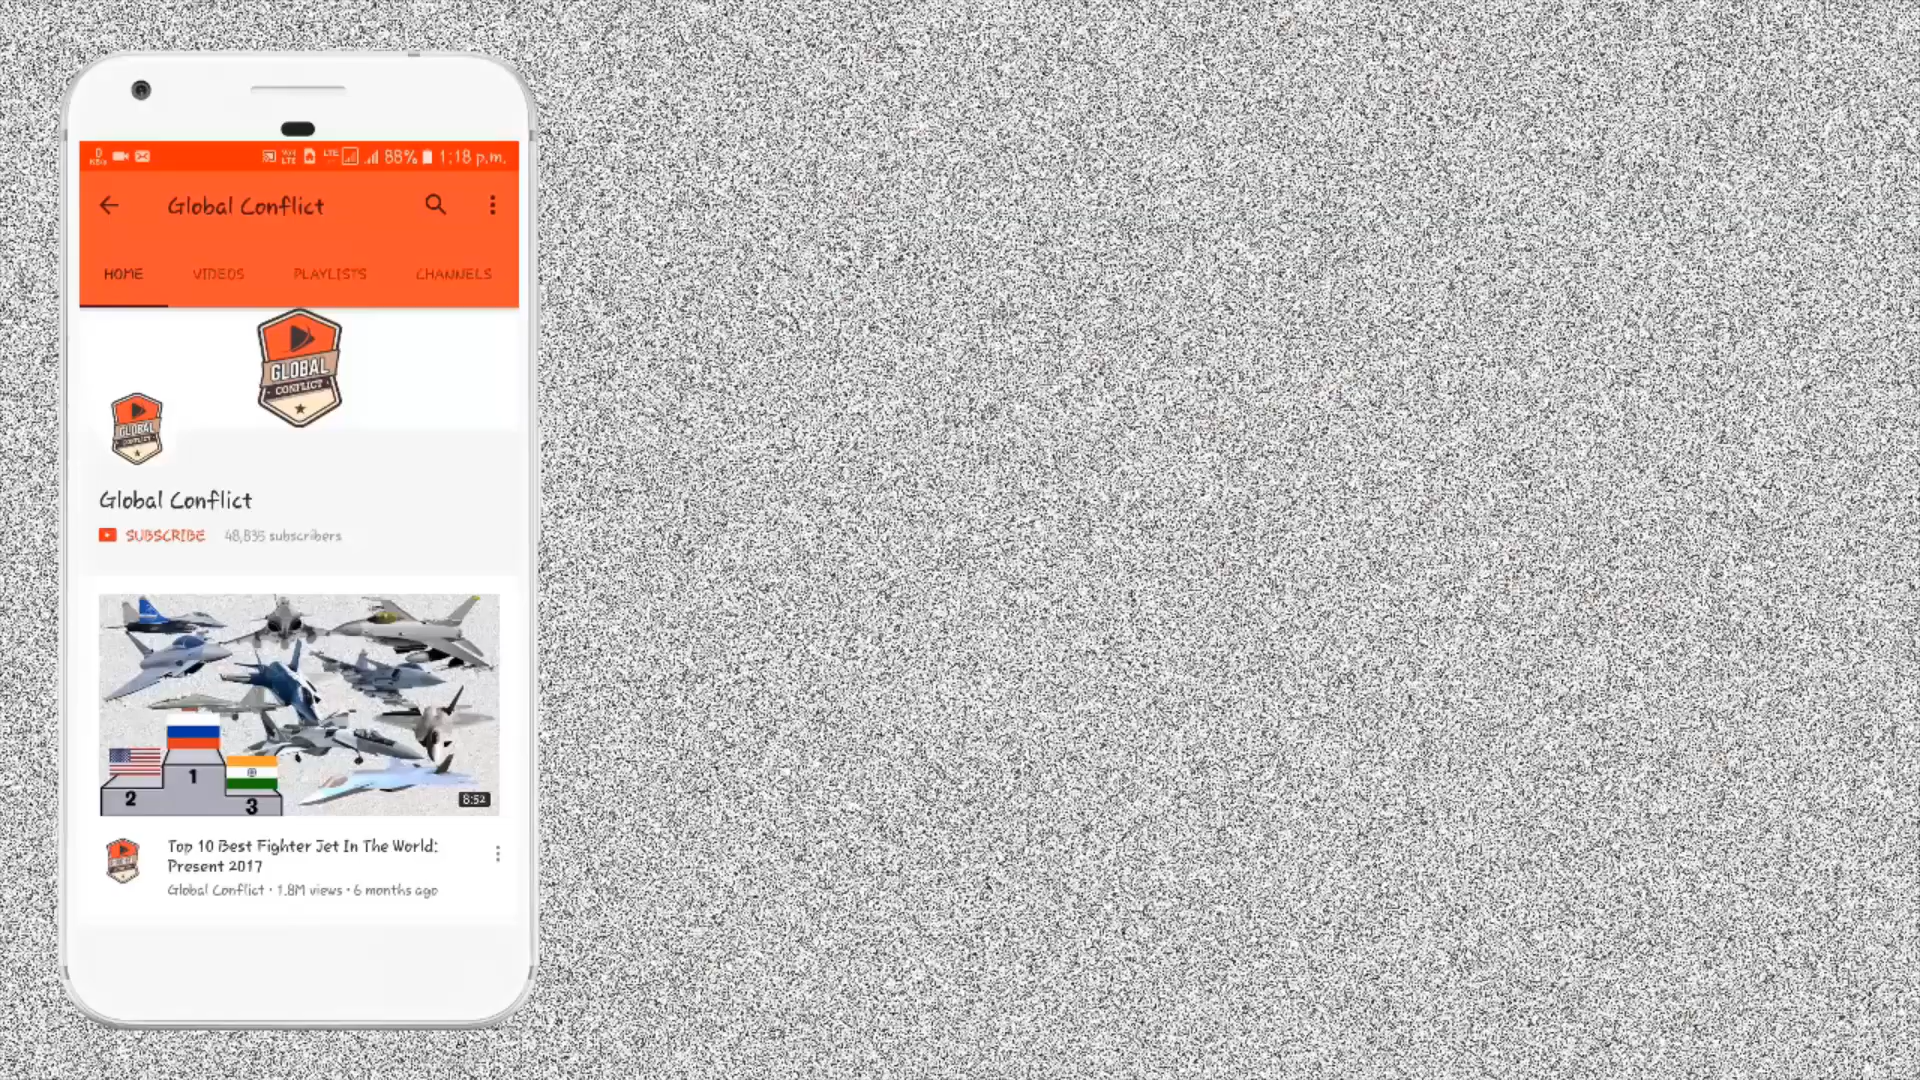 88% 1:18 p.m.
Global Conflict
HOME VIDEOS PLAYLISTS CHANNELS
GLOBAL
CONFLICT
GLOBAL
CONFLICT
Global Conflict
SUBSCRIBE 48,835 subscribers
1
2
3
8:52
Top 10 Best Fighter Jet In The World:
Present 2017
Global Conflict • 1.8M views • 6 months ago